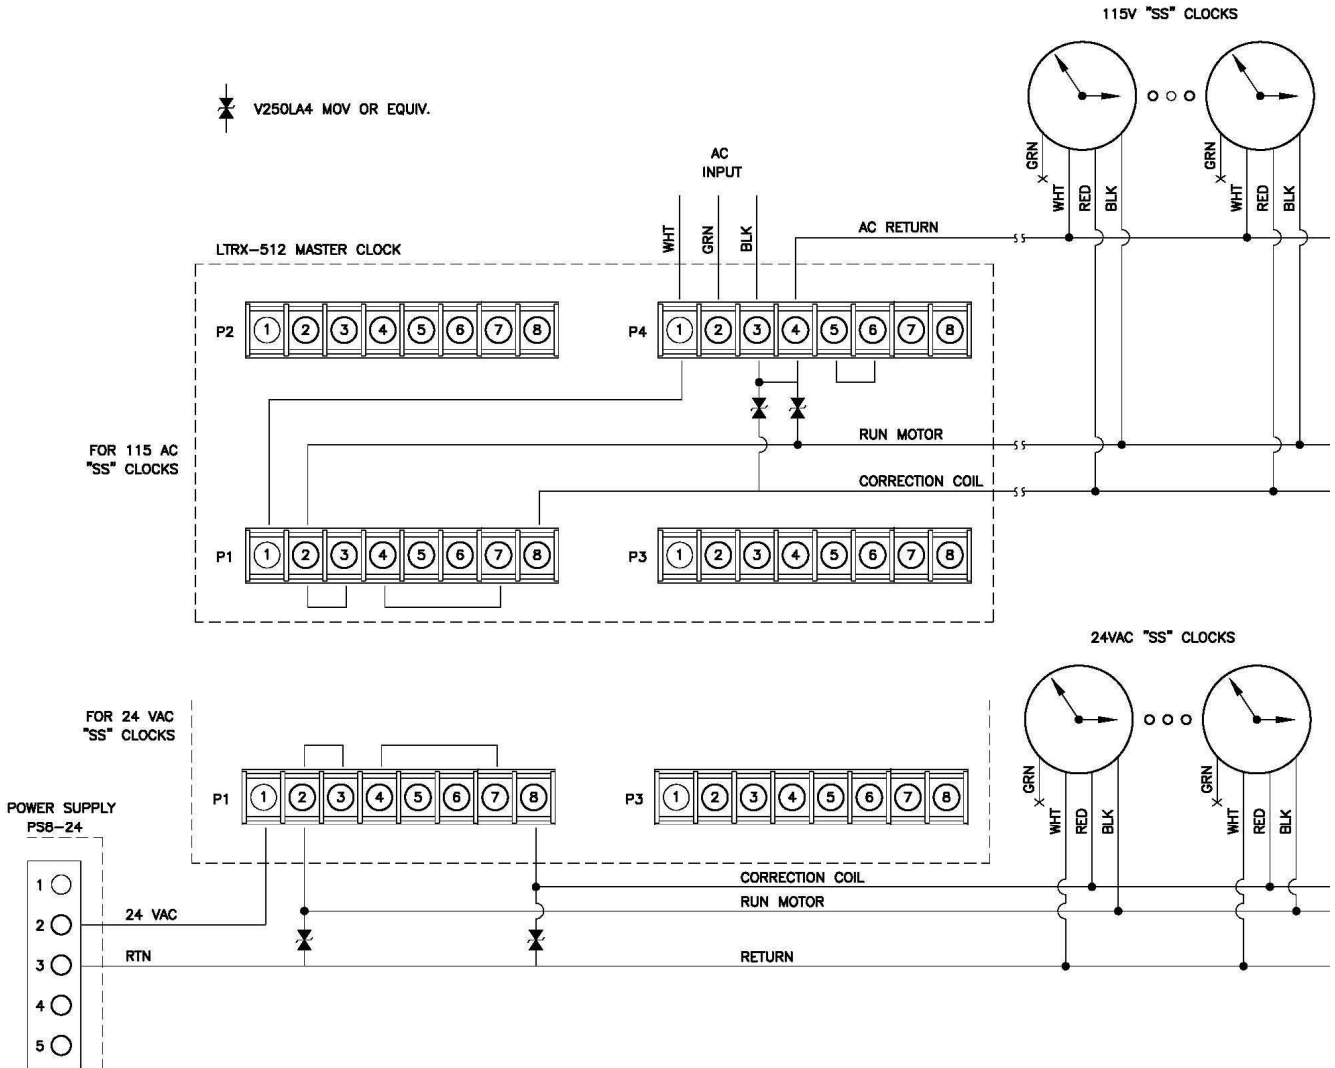 115V "SS" CLOCKS
V250LA4 MOV OR EQUIV.
AC
INPUT
GRN
WHT
RED
BLK
GRN
WHT
RED
BLK
WHT
GRN
BLK
AC RETURN
LTRX-512 MASTER CLOCK
P2
1 2 3 4 5 6 7 8
P4
1 2 3 4 5 6 7 8
FOR 115 AC
"SS" CLOCKS
RUN MOTOR
CORRECTION COIL
P1
1 2 3 4 5 6 7 8
P3
1 2 3 4 5 6 7 8
24VAC "SS" CLOCKS
FOR 24 VAC
"SS" CLOCKS
GRN
WHT
RED
BLK
GRN
WHT
RED
BLK
P1
1 2 3 4 5 6 7 8
P3
1 2 3 4 5 6 7 8
POWER SUPPLY
PS8-24
1
2
3
4
5
24 VAC
RTN
CORRECTION COIL
RUN MOTOR
RETURN